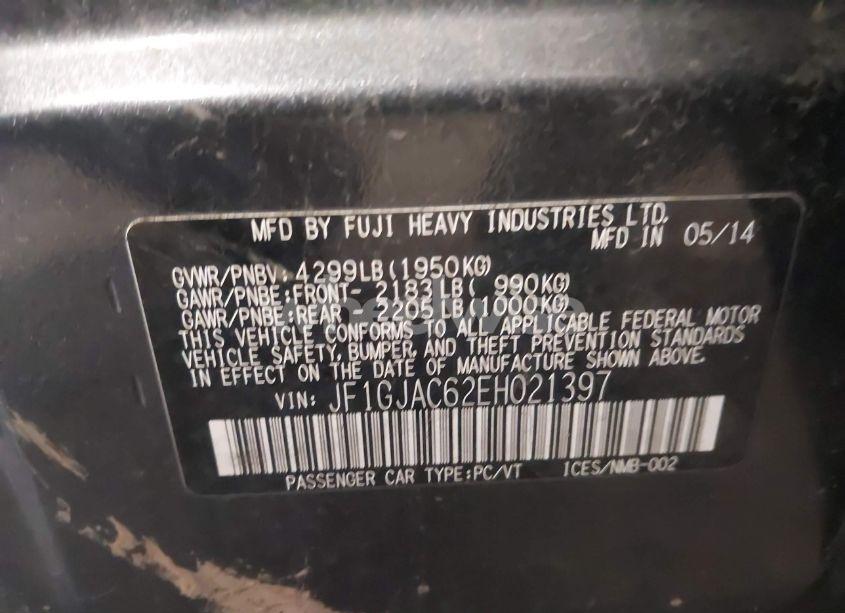 MFD BY FUJI HEAVY INDUSTRIES LTD.
MFD IN 05/14
GVWR/PNBV: 4299LB(1950KG)
GAWR/PNBE:FRONT- 2183LB( 990KG)
GAWR/PNBE:REAR 2205LB(1000KG)
THIS VEHICLE CONFORMS TO ALL APPLICABLE FEDERAL MOTOR
VEHICLE SAFETY, BUMPER, AND THEFT PREVENTION STANDARDS
IN EFFECT ON THE DATE OF MANUFACTURE SHOWN ABOVE.
VIN: JF1GJAC62EH021397
PASSENGER CAR TYPE:PC/VT ICES/NMB-002